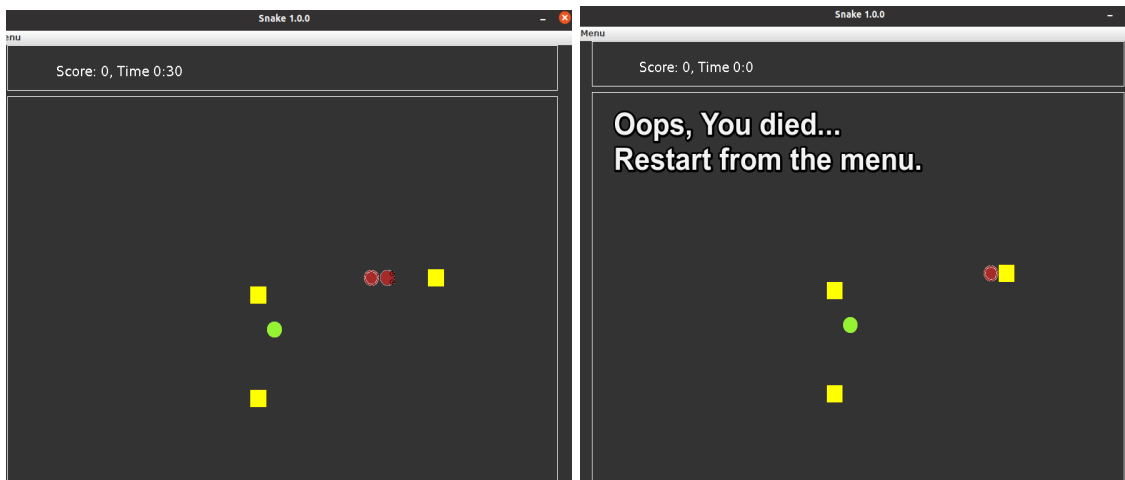 Snake 1.0.0
enu
Score: 0, Time 0:30
Snake 1.0.0
Menu
Score: 0, Time 0:0
Oops, You died...
Restart from the menu.